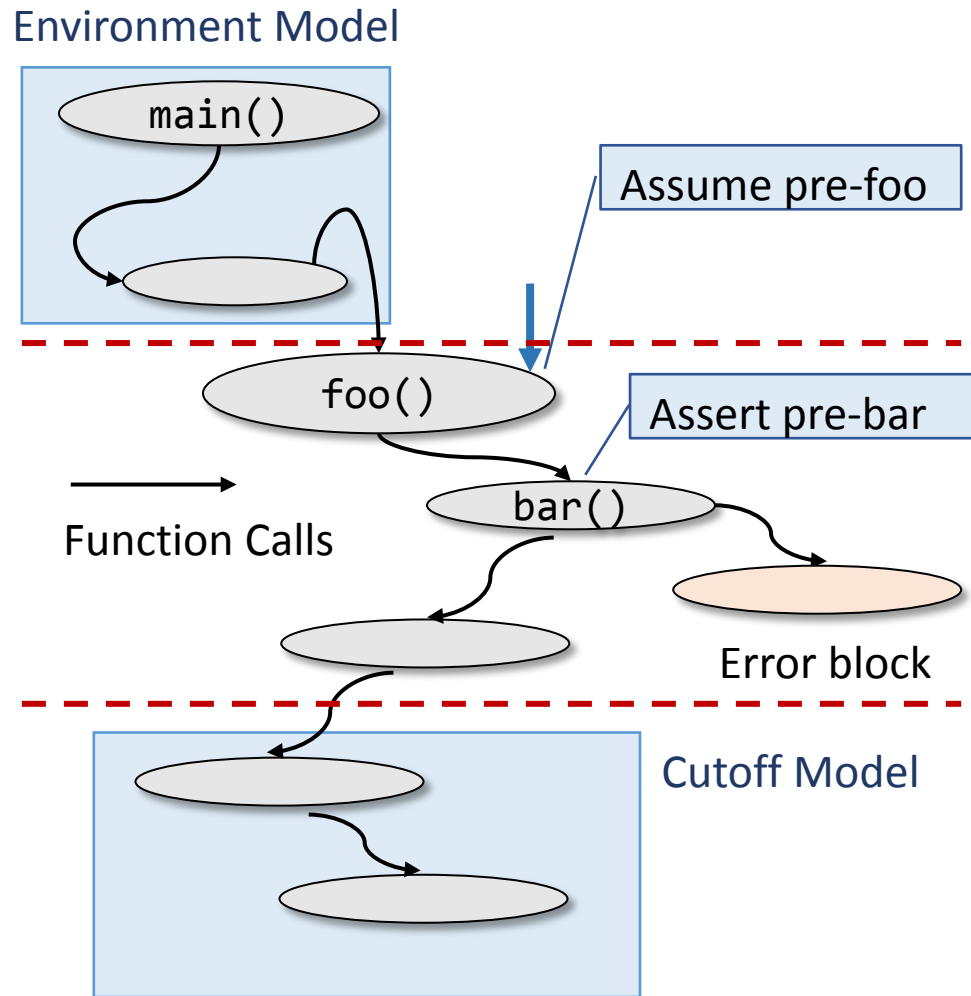 Environment Model
main()
Assume pre-foo
foo()
Assert pre-bar
bar()
Function Calls
Error block
Cutoff Model